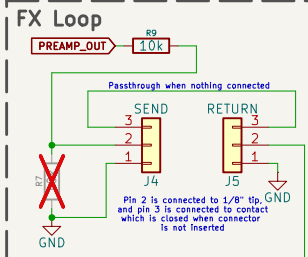 FX Loop
R9
PREAMP_OUT
10k
Passthrough when nothing connected
SEND
RETURN
3
3
2
2
1
1
R7
J4
J5
GND
Pin 2 is connected to 1/8" tip,
and pin 3 is connected to contact
which is closed when connector
is not inserted
GND